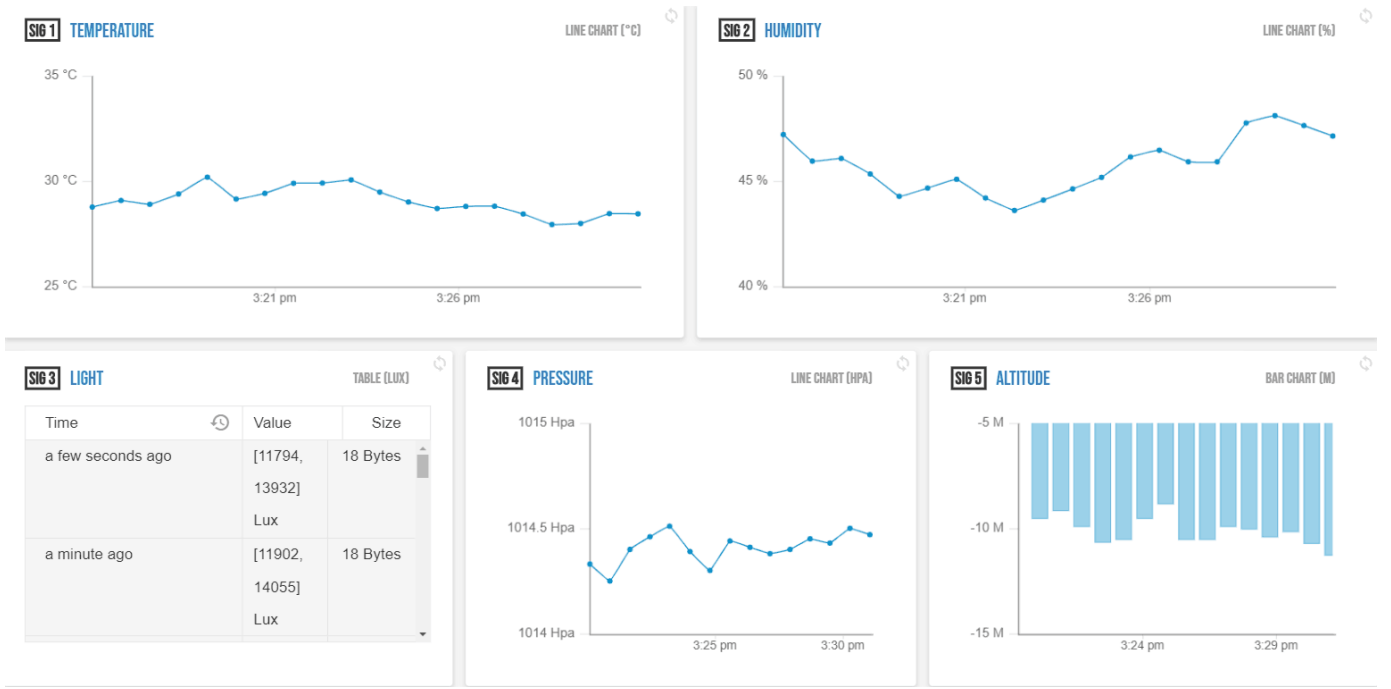 SIG 1 TEMPERATURE LINE CHART (°C)
35 °C
30 °C
25 °C
3:21 pm 3:26 pm
SIG 2 HUMIDITY LINE CHART (%)
50 %
45 %
40 %
3:21 pm 3:26 pm
SIG 3 LIGHT TABLE (LUX)
Time Value Size
a few seconds ago [11794, 18 Bytes
13932]
Lux
a minute ago [11902, 18 Bytes
14055]
Lux
SIG 4 PRESSURE LINE CHART (HPA)
1015 Hpa
1014.5 Hpa
1014 Hpa
3:25 pm 3:30 pm
SIG 5 ALTITUDE BAR CHART (M)
-5 M
-10 M
-15 M
3:24 pm 3:29 pm